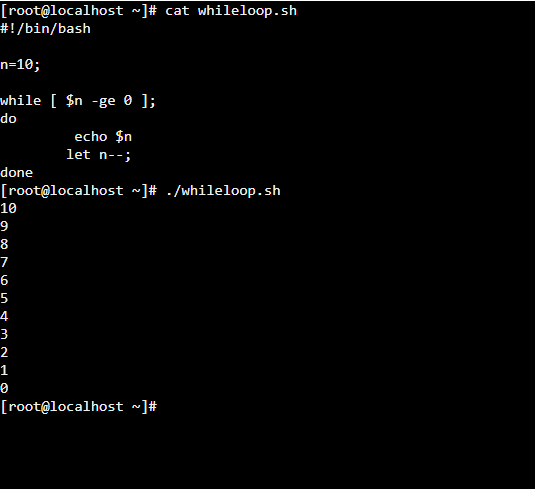 [root@localhost ~]# cat whileloop.sh
#!/bin/bash

n=10;

while [ $n -ge 0 ];
do
         echo $n
        let n--;
done
[root@localhost ~]# ./whileloop.sh
10
9
8
7
6
5
4
3
2
1
0
[root@localhost ~]#